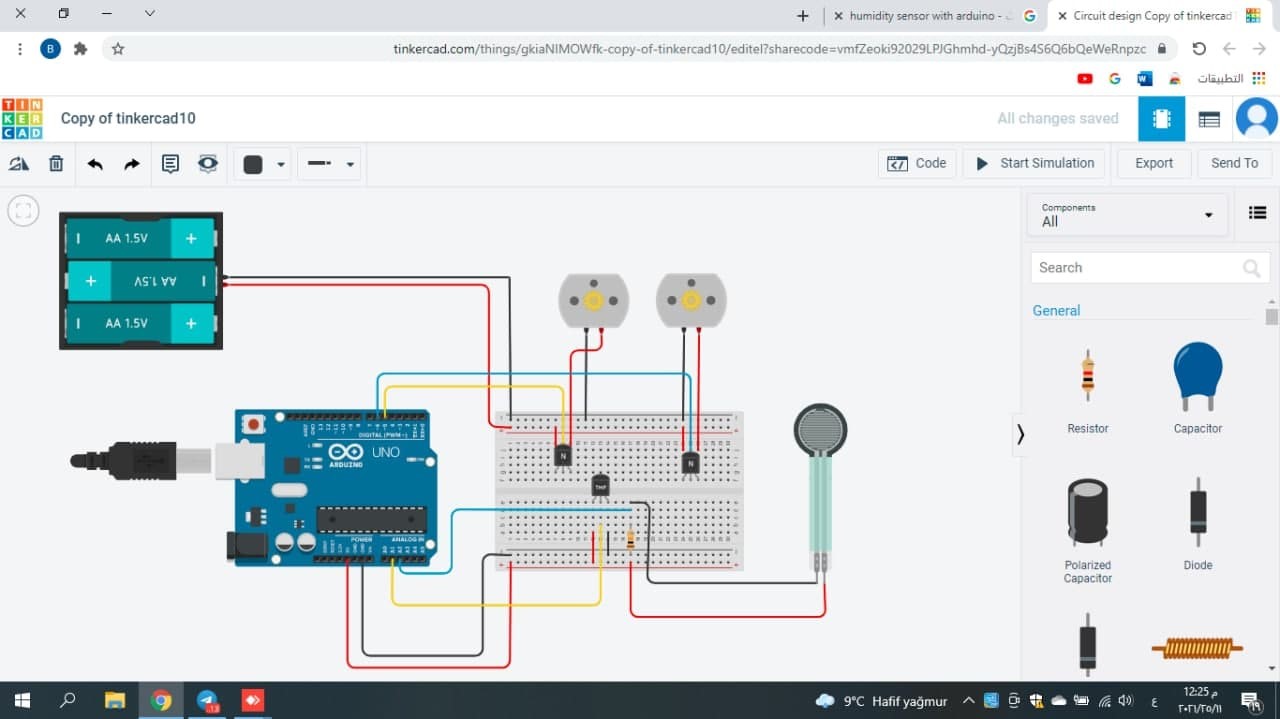 humidity sensor with arduino -
Circuit design Copy of tinkercad
B
tinkercad.com/things/gkiaNIMOWfk-copy-of-tinkercad10/editel?sharecode=vmfZeoki92029LPJGhmhd-yQzjBs4S6Q6bQeWeRnpzc
التطبيقات
TIN
KER
CAD
Copy of tinkercad10
All changes saved
Code
Start Simulation
Export
Send To
Components
All
Search
General
Resistor
Capacitor
Polarized
Capacitor
Diode
AA 1.5V +
+ AA 1.5V
AA 1.5V +
DIGITAL (PWM~)
UNO
ARDUINO
POWER
ANALOG IN
N
N
TMP
9°C Hafif yağmur
ع
12:25 م